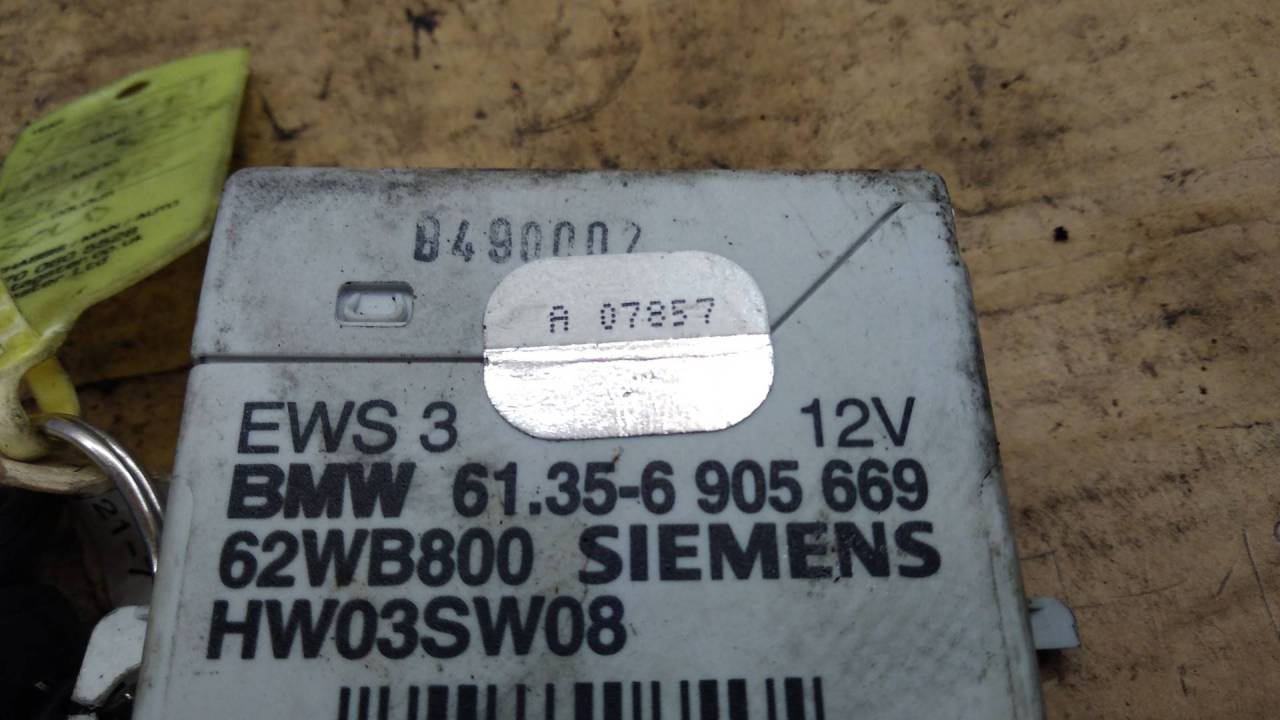 B490002
A 07857
EWS 3 12V
BMW 61.35-6 905 669
62WB800 SIEMENS
HW03SW08